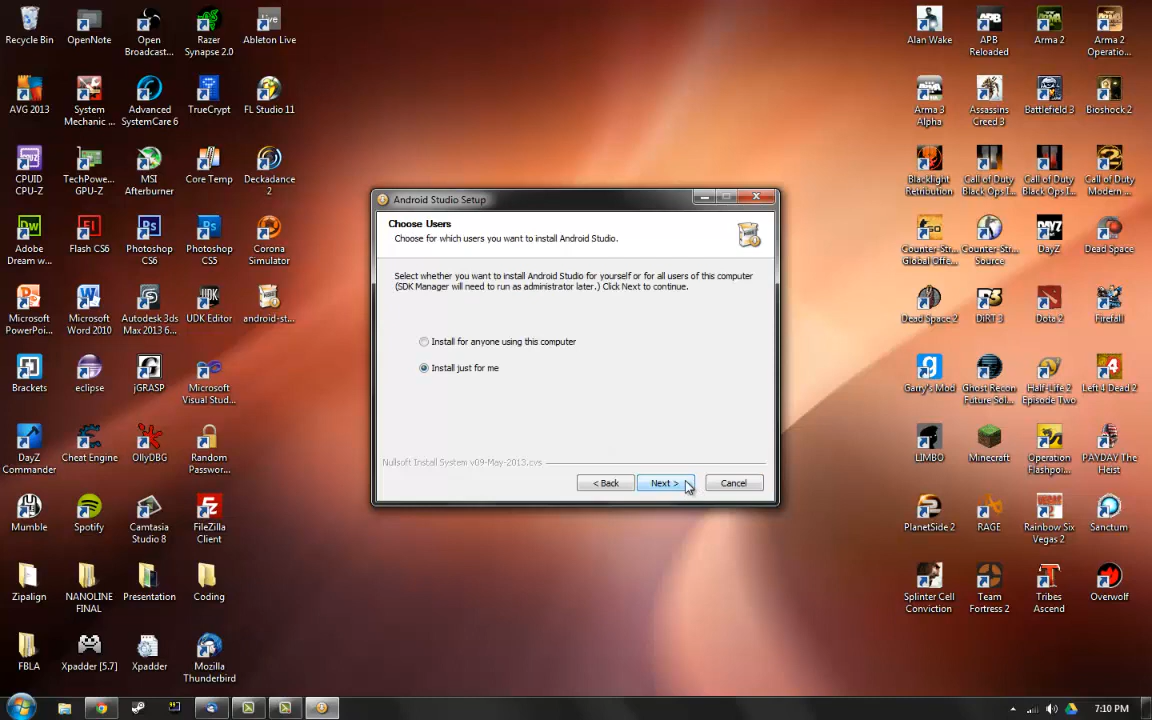 Recycle Bin
OpenNote
Open
Broadcast...
Razer
Synapse 2.0
Live
Ableton Live
AVG 2013
System
Mechanic ...
Advanced
SystemCare 6
TrueCrypt
FL Studio 11
CPUID
CPU-Z
TechPowe...
GPU-Z
MSI
Afterburner
Core Temp
Deckadance
2
Adobe
Dream w...
Flash CS6
Photoshop
CS6
Photoshop
CS5
Corona
Simulator
Microsoft
PowerPoi...
Microsoft
Word 2010
Autodesk 3ds
Max 2013 6...
UDK
UDK Editor
android-st...
Brackets
eclipse
jGRASP
Microsoft
Visual Stud...
DayZ
Commander
Cheat Engine
OllyDBG
Random
Passwor...
Mumble
Spotify
Camtasia
Studio 8
FileZilla
Client
Zipalign
NANOLINE
FINAL
Presentation
Coding
FBLA
Xpadder [5.7]
Xpadder
Mozilla
Thunderbird
Android Studio Setup
Choose Users
Choose for which users you want to install Android Studio.
Select whether you want to install Android Studio for yourself or for all users of this computer
(SDK Manager will need to run as administrator later.) Click Next to continue.
Install for anyone using this computer
Install just for me
Nullsoft Install System v09-May-2013.cvs
< Back
Next >
Cancel
Alan Wake
APB
Reloaded
Arma 2
Arma 2
Operatio...
Arma 3
Alpha
Assassins
Creed 3
Battlefield 3
Bioshock 2
Blacklight
Retribution
Call of Duty
Black Ops I...
Call of Duty
Black Ops I...
Call of Duty
Modern ...
Counter-Str...
Global Offe...
Counter-Str...
Source
DayZ
Dead Space
Dead Space 2
DiRT 3
Dota 2
Firefall
Garry's Mod
Ghost Recon
Future Sol...
Half-Life 2
Episode Two
Left 4 Dead 2
LIMBO
Minecraft
Operation
Flashpoi...
PAYDAY The
Heist
PlanetSide 2
RAGE
Rainbow Six
Vegas 2
Sanctum
Splinter Cell
Conviction
Team
Fortress 2
Tribes
Ascend
Overwolf
7:10 PM